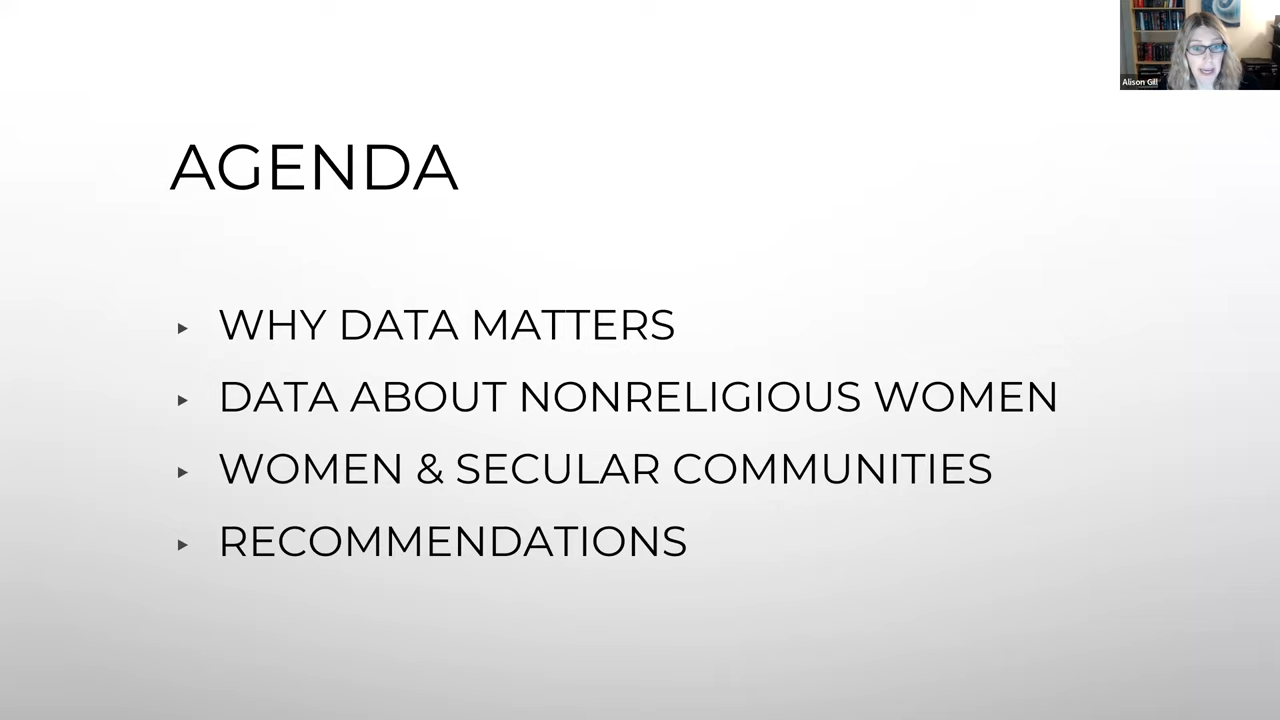 Alison Gill
AGENDA
WHY DATA MATTERS
DATA ABOUT NONRELIGIOUS WOMEN
WOMEN & SECULAR COMMUNITIES
RECOMMENDATIONS